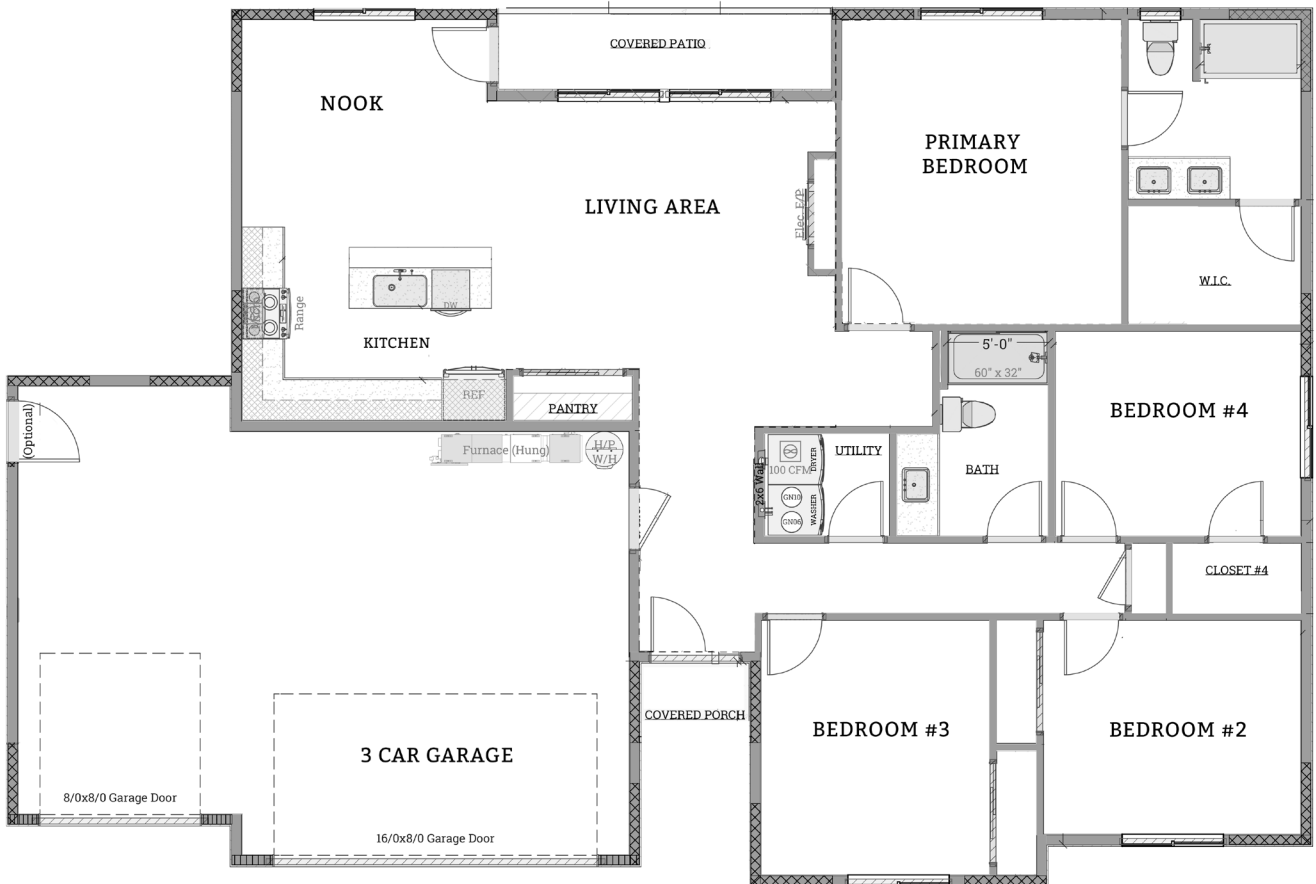 COVERED PATIO
NOOK
PRIMARY
BEDROOM
LIVING AREA
Elec. F/P
W.I.C.
Range
DW
KITCHEN
5'-0"
60" x 32"
REF
PANTRY
BEDROOM #4
(Optional)
Furnace (Hung)
H/P
W/H
UTILITY
100 CFM
DRYER
2x6 Wall
WASHER
GN10
GN06
BATH
CLOSET #4
COVERED PORCH
BEDROOM #3
BEDROOM #2
3 CAR GARAGE
8/0x8/0 Garage Door
16/0x8/0 Garage Door